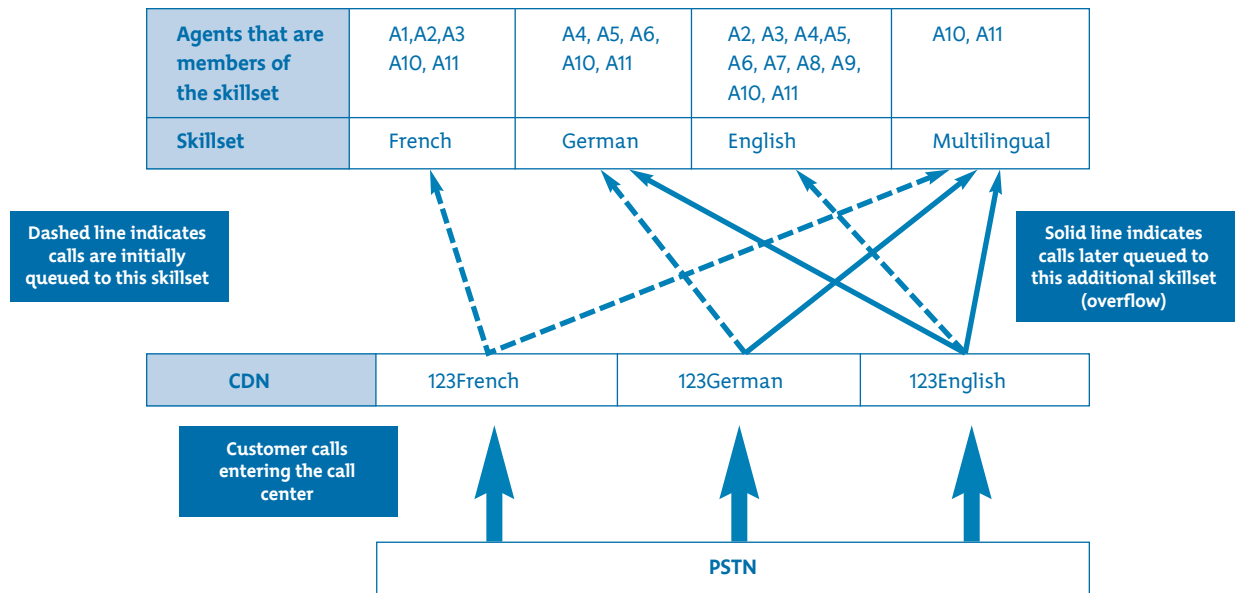 Agents that are
members of
the skillset
A1,A2,A3
A10, A11
A4, A5, A6,
A10, A11
A2, A3, A4,A5,
A6, A7, A8, A9,
A10, A11
A10, A11
Skillset
French
German
English
Multilingual
Dashed line indicates
calls are initially
queued to this skillset
Solid line indicates
calls later queued to
this additional skillset
(overflow)
CDN
123French
123German
123English
Customer calls
entering the call
center
PSTN